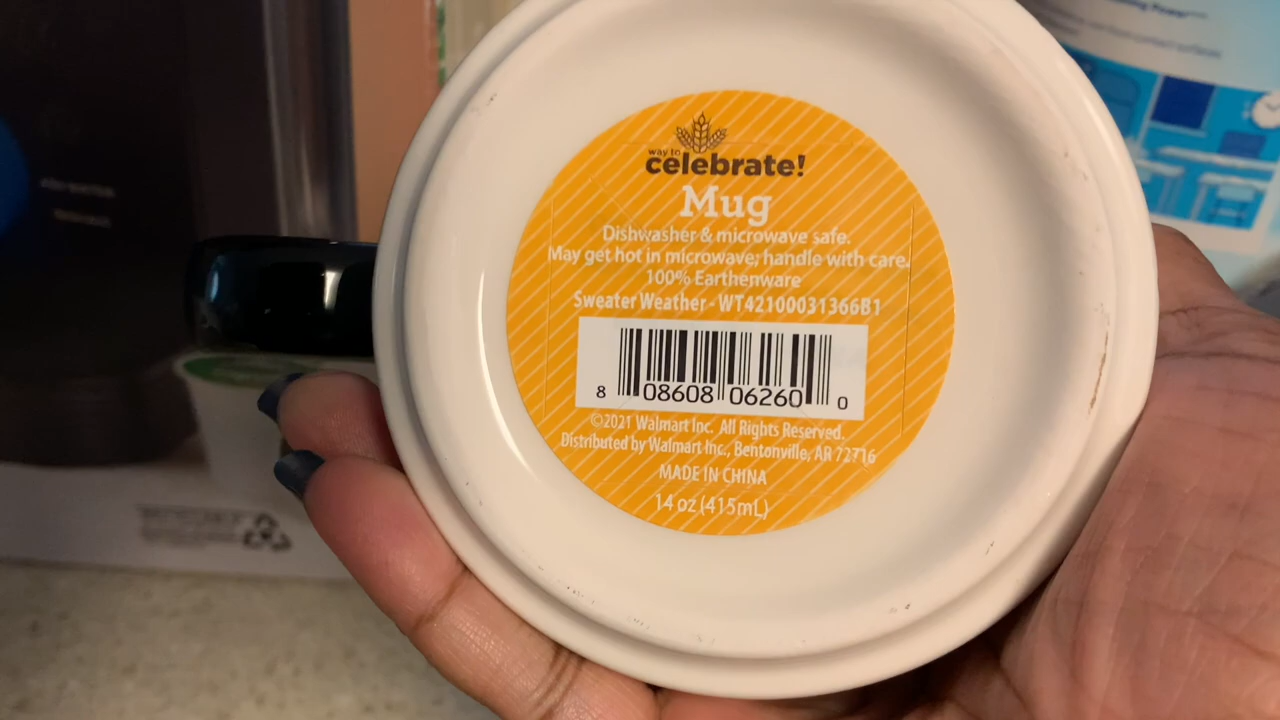 way to
celebrate!
Mug
Dishwasher & microwave safe.
May get hot in microwave; handle with care.
100% Earthenware
Sweater Weather - WT42100031366B1
8 08608 06260 0
©2021 Walmart Inc. All Rights Reserved.
Distributed by Walmart Inc., Bentonville, AR 72716
MADE IN CHINA
14 oz (415mL)